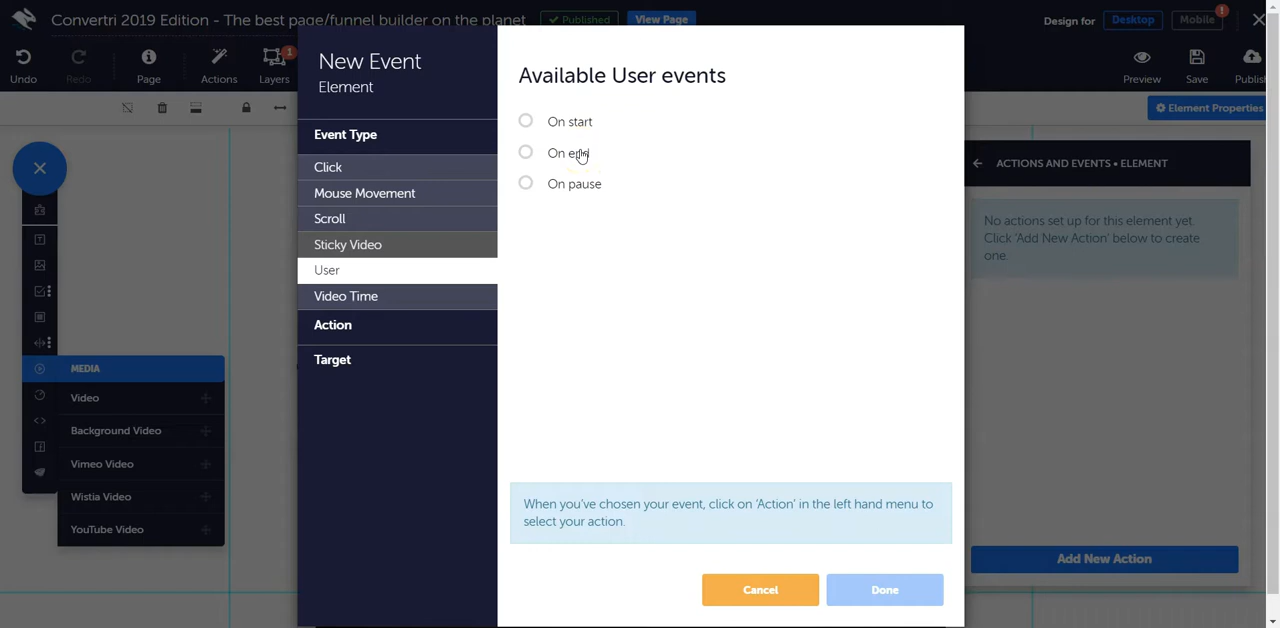 Convertri 2019 Edition - The best page/funnel builder on the planet
✓ Published
View Page
Design for
Desktop
Mobile
!
Undo
Redo
Page
Actions
Layers
1
Preview
Save
Publish
Element Properties
New Event
Element
Event Type
Click
Mouse Movement
Scroll
Sticky Video
User
Video Time
Action
Target
Available User events
On start
On end
On pause
When you've chosen your event, click on 'Action' in the left hand menu to
select your action.
Cancel
Done
MEDIA
Video
Background Video
Vimeo Video
Wistia Video
YouTube Video
ACTIONS AND EVENTS • ELEMENT
No actions set up for this element yet.
Click 'Add New Action' below to create
one.
Add New Action